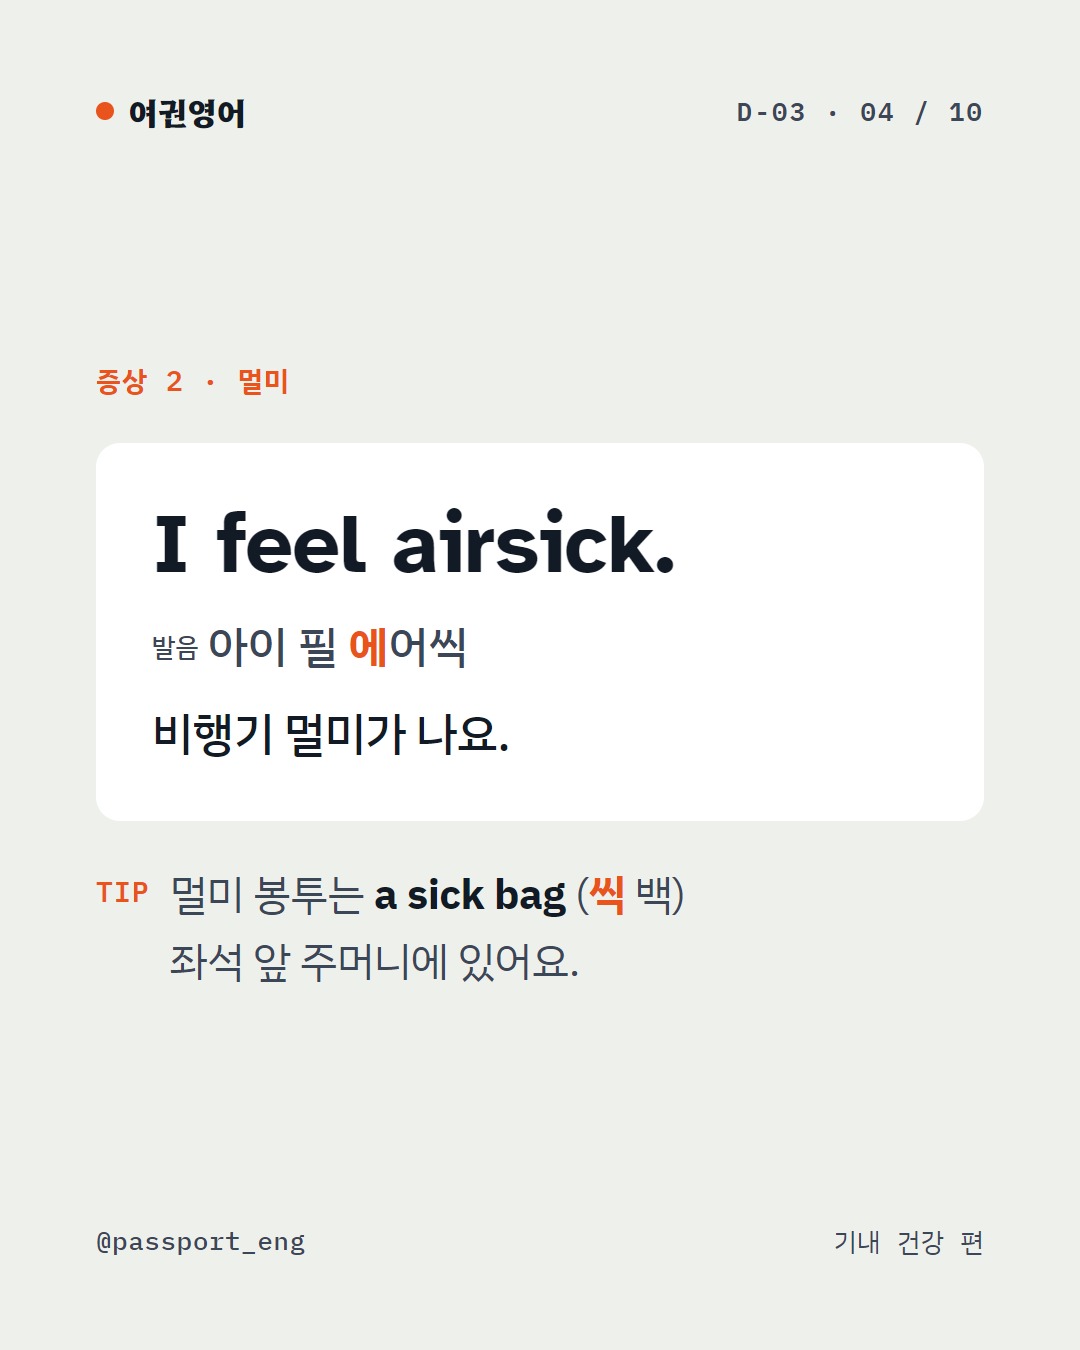 여권영어
D-03 · 04 / 10
증상 2 · 멀미
I feel airsick.
발음 아이 필 에어씩
비행기 멀미가 나요.
TIP 멀미 봉투는 a sick bag (씩 백)
좌석 앞 주머니에 있어요.
@passport_eng
기내 건강 편